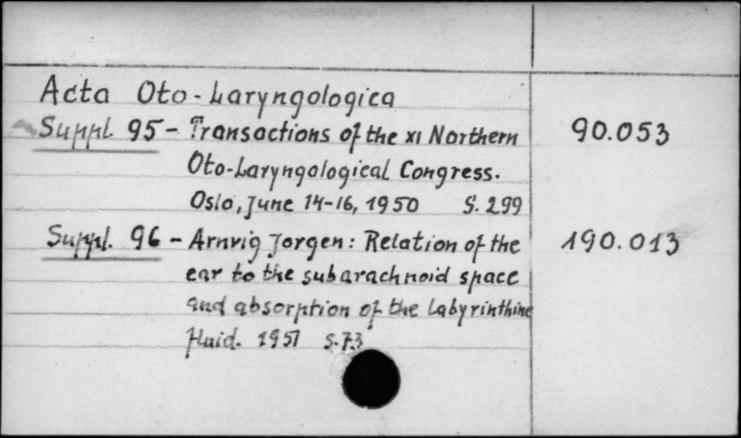 Acta Oto-Laryngologica
Suppl. 95 - Transactions of the XI Northern 90.053
Oto-Laryngological Congress.
Oslo, June 14-16, 1950 S. 299
Suppl. 96 - Arnvig Jorgen: Relation of the 190.013
ear to the subarachnoid space
and absorption of the labyrinthine
fluid. 1951 S. 73